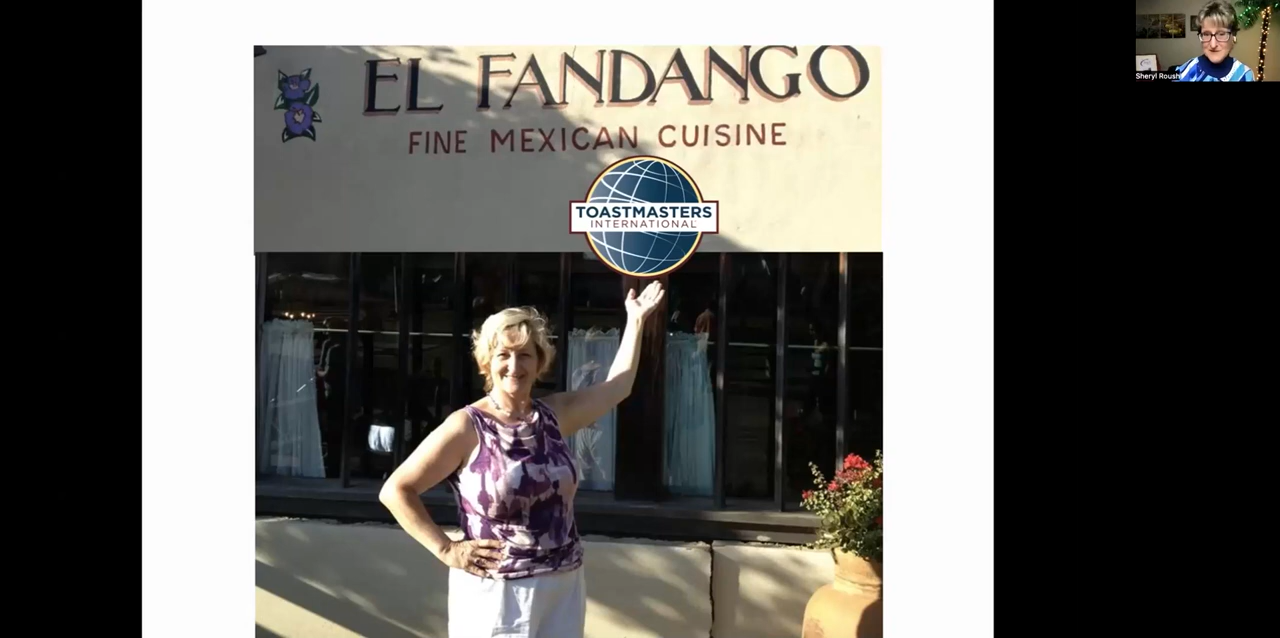 EL FANDANGO
FINE MEXICAN CUISINE
TOASTMASTERS
INTERNATIONAL
Sheryl Roush